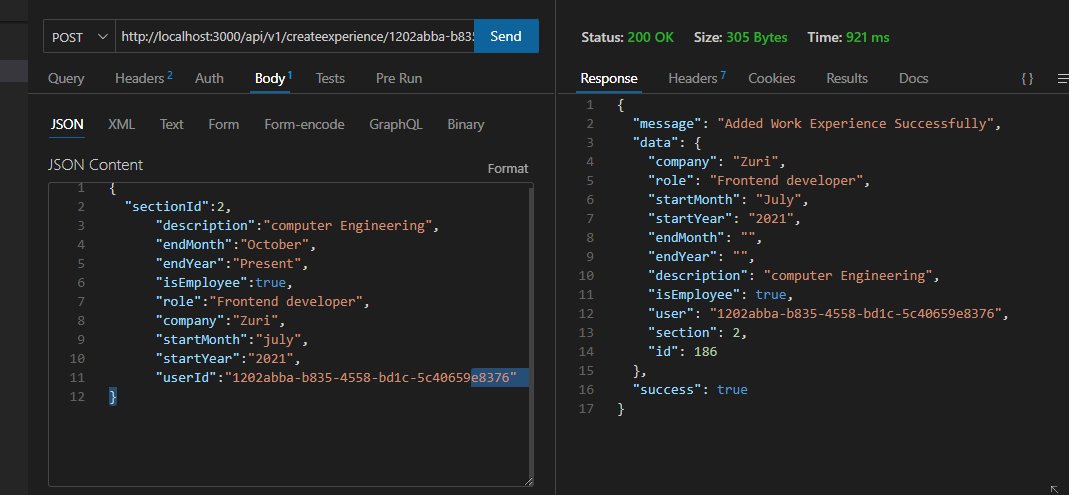 POST http://localhost:3000/api/v1/createexperience/1202abba-b835 Send
Query Headers 2 Auth Body 1 Tests Pre Run
JSON XML Text Form Form-encode GraphQL Binary
JSON Content Format
1 {
2 "sectionId":2,
3 "description":"computer Engineering",
4 "endMonth":"October",
5 "endYear":"Present",
6 "isEmployee":true,
7 "role":"Frontend developer",
8 "company":"Zuri",
9 "startMonth":"july",
10 "startYear":"2021",
11 "userId":"1202abba-b835-4558-bd1c-5c40659e8376"
12 }
Status: 200 OK Size: 305 Bytes Time: 921 ms
Response Headers 7 Cookies Results Docs { }
1 {
2 "message": "Added Work Experience Successfully",
3 "data": {
4 "company": "Zuri",
5 "role": "Frontend developer",
6 "startMonth": "July",
7 "startYear": "2021",
8 "endMonth": "",
9 "endYear": "",
10 "description": "computer Engineering",
11 "isEmployee": true,
12 "user": "1202abba-b835-4558-bd1c-5c40659e8376",
13 "section": 2,
14 "id": 186
15 },
16 "success": true
17 }